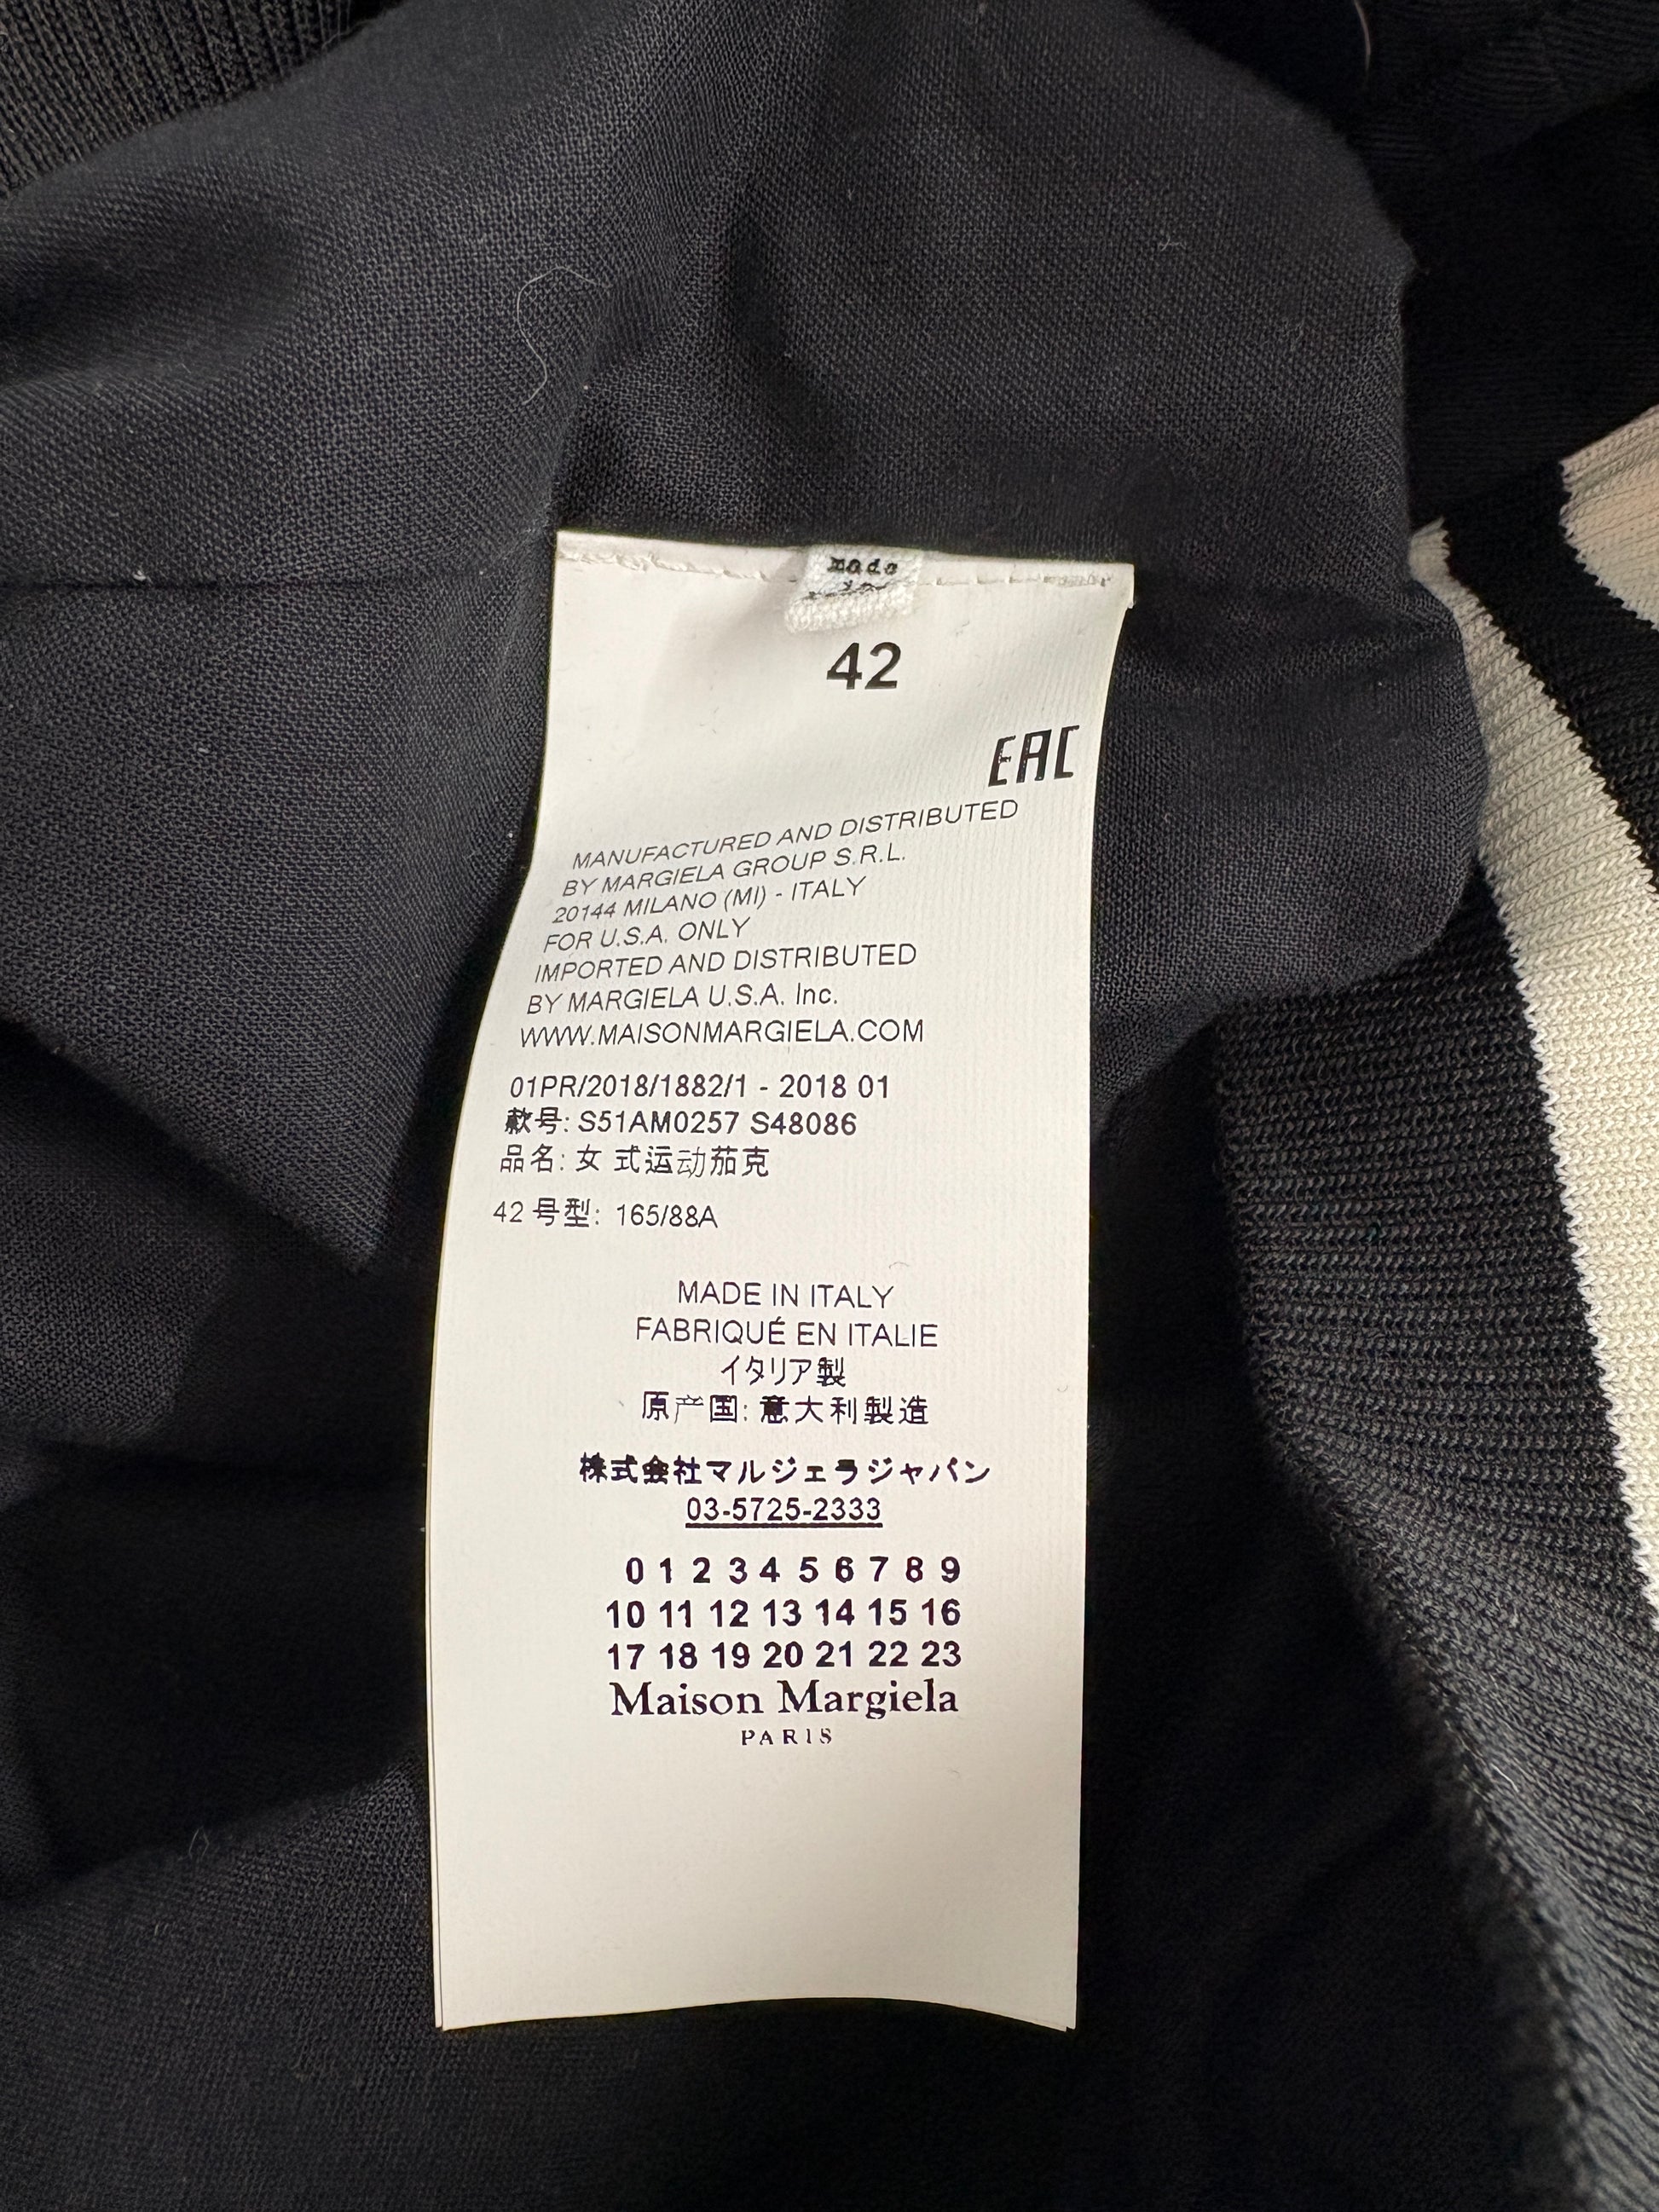 made
42
EAC
MANUFACTURED AND DISTRIBUTED
BY MARGIELA GROUP S.R.L.
20144 MILANO (MI) - ITALY
FOR U.S.A. ONLY
IMPORTED AND DISTRIBUTED
BY MARGIELA U.S.A. Inc.
WWW.MAISONMARGIELA.COM
01PR/2018/1882/1 - 2018 01
款号: S51AM0257 S48086
品名: 女 式运动茄克
42 号型: 165/88A
MADE IN ITALY
FABRIQUÉ EN ITALIE
イタリア製
原产国: 意大利製造
株式会社マルジェラジャパン
03-5725-2333
0 1 2 3 4 5 6 7 8 9
10 11 12 13 14 15 16
17 18 19 20 21 22 23
Maison Margiela
PARIS